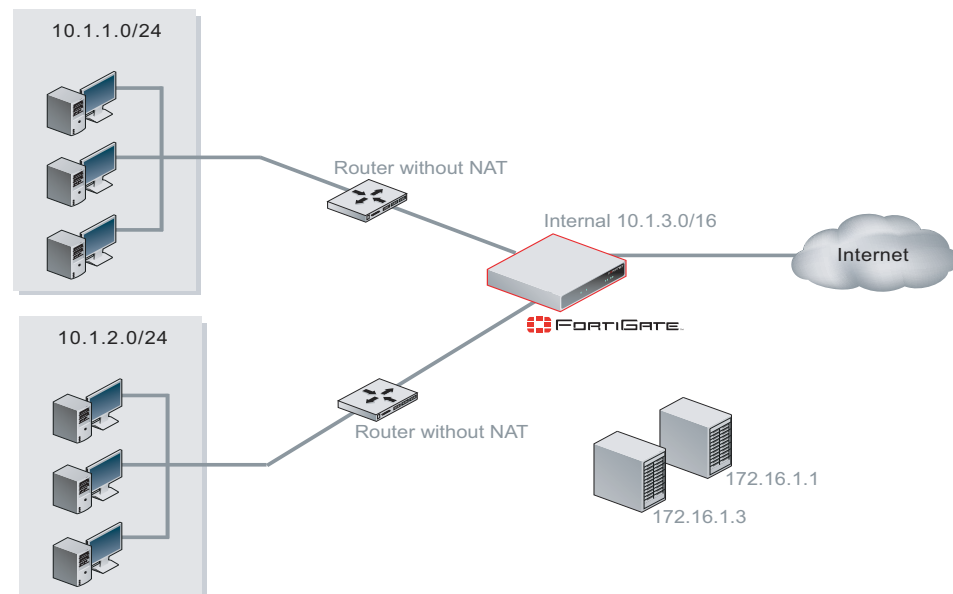 10.1.1.0/24
Router without NAT
Internal 10.1.3.0/16
Internet
FORTIGATE
10.1.2.0/24
Router without NAT
172.16.1.1
172.16.1.3